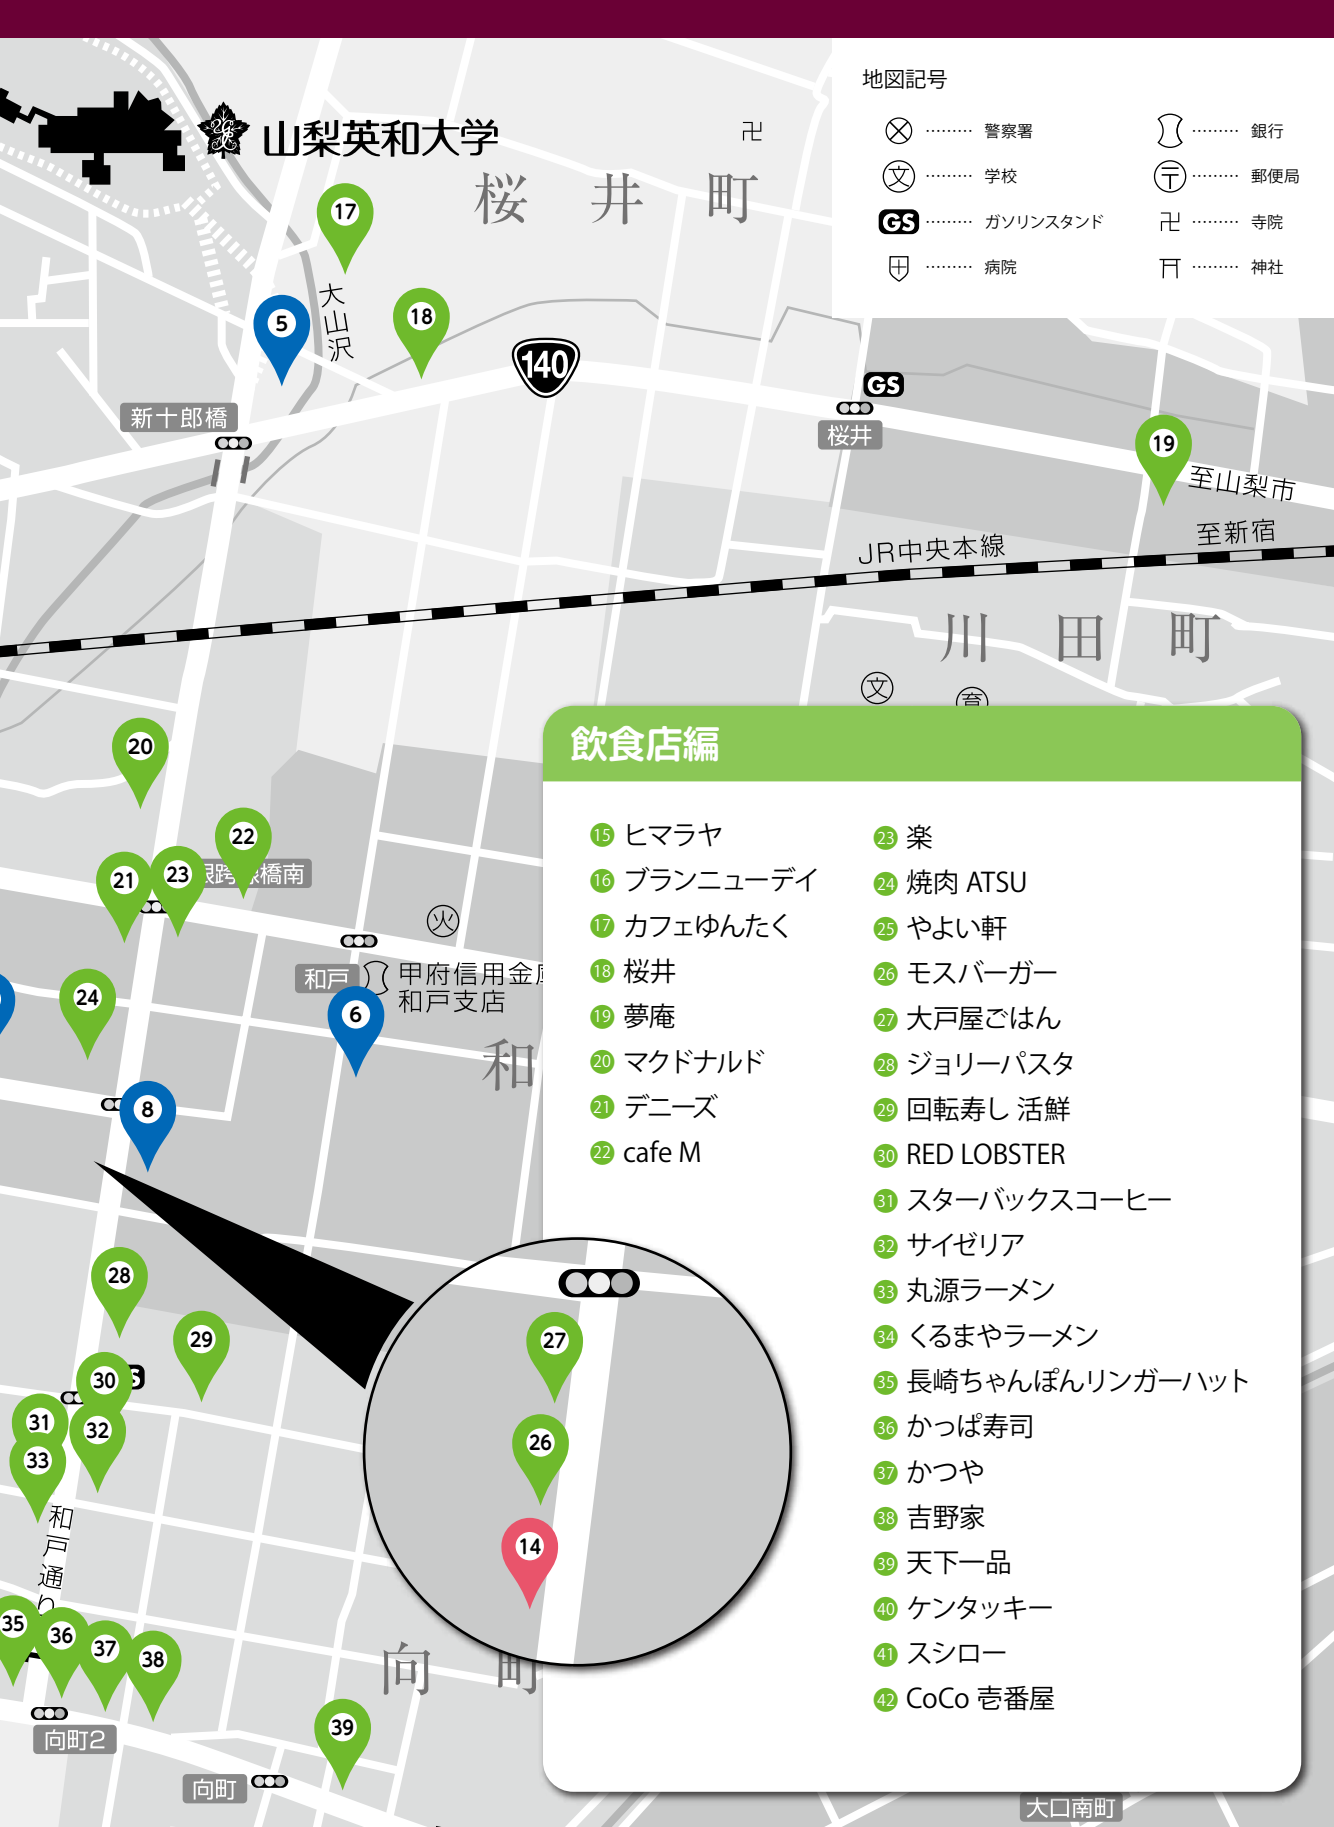 山梨英和大学
卍
桜井町
地図記号
警察署
学校
GS ガソリンスタンド
病院
銀行
郵便局
寺院
神社
17
大山沢
5
18
140
GS
新十郎橋
桜井
19
至山梨市
至新宿
JR中央本線
川田町
文
20
22
21
23
橋南
火
和戸
甲府信用金
和戸支店
24
6
和
8
28
29
30
31
32
33
和戸通り
35
36
37
38
向町2
向町
39
向町
大口南町
27
26
14
飲食店編
15 ヒマラヤ
16 ブランニューデイ
17 カフェゆんたく
18 桜井
19 夢庵
20 マクドナルド
21 デニーズ
22 cafe M
23 楽
24 焼肉 ATSU
25 やよい軒
26 モスバーガー
27 大戸屋ごはん
28 ジョリーパスタ
29 回転寿し 活鮮
30 RED LOBSTER
31 スターバックスコーヒー
32 サイゼリア
33 丸源ラーメン
34 くるまやラーメン
35 長崎ちゃんぽんリンガーハット
36 かっぱ寿司
37 かつや
38 吉野家
39 天下一品
40 ケンタッキー
41 スシロー
42 CoCo 壱番屋